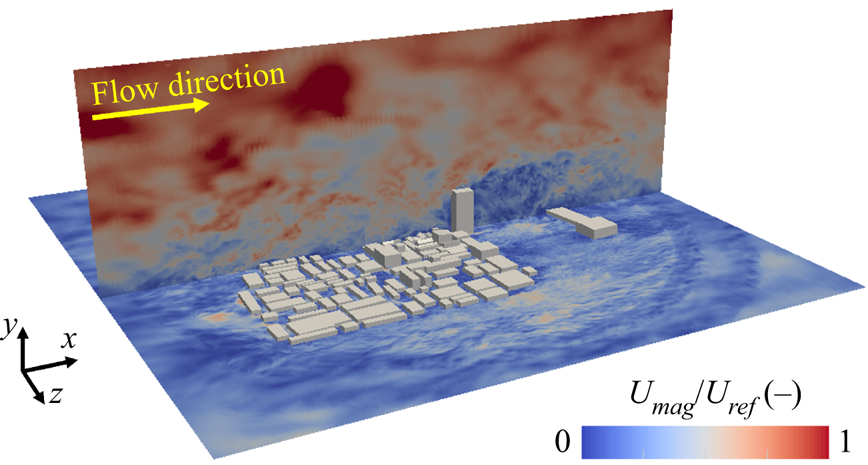 Flow direction
y
x
z
U_mag/U_ref (–)
0
1